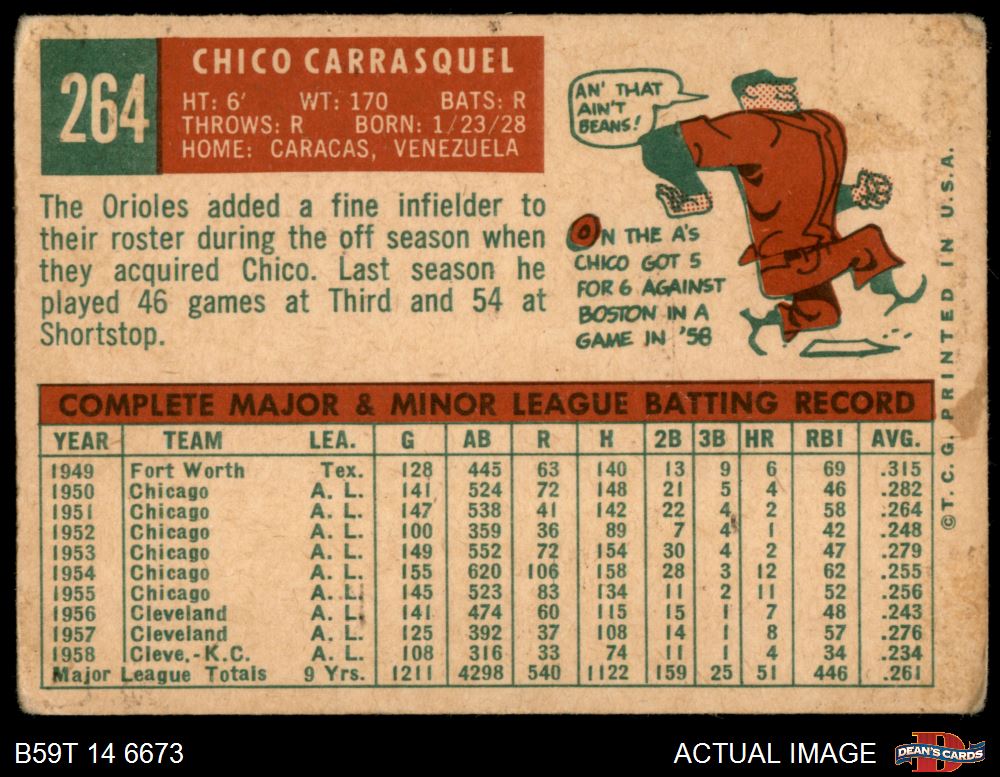 264
CHICO CARRASQUEL
HT: 6' WT: 170 BATS: R
THROWS: R BORN: 1/23/28
HOME: CARACAS, VENEZUELA
The Orioles added a fine infielder to
their roster during the off season when
they acquired Chico. Last season he
played 46 games at Third and 54 at
Shortstop.
AN' THAT
AIN'T
BEANS!
ON THE A'S
CHICO GOT 5
FOR 6 AGAINST
BOSTON IN A
GAME IN '58
COMPLETE MAJOR & MINOR LEAGUE BATTING RECORD
YEAR TEAM LEA. G AB R H 2B 3B HR RBI AVG.
1949 Fort Worth Tex. 128 445 63 140 13 9 6 69 .315
1950 Chicago A. L. 141 524 72 148 21 5 4 46 .282
1951 Chicago A. L. 147 538 41 142 22 4 2 58 .264
1952 Chicago A. L. 100 359 36 89 7 4 1 42 .248
1953 Chicago A. L. 149 552 72 154 30 4 2 47 .279
1954 Chicago A. L. 155 620 106 158 28 3 12 62 .255
1955 Chicago A. L. 145 523 83 134 11 2 11 52 .256
1956 Cleveland A. L. 141 474 60 115 15 1 7 48 .243
1957 Cleveland A. L. 125 392 37 108 14 1 8 57 .276
1958 Cleve.-K.C. A. L. 108 316 33 74 11 1 4 34 .234
Major League Totals 9 Yrs. 1211 4298 540 1122 159 25 51 446 .261
©T. C. G. PRINTED IN U.S.A.
B59T 14 6673
ACTUAL IMAGE
D
DEAN'S CARDS